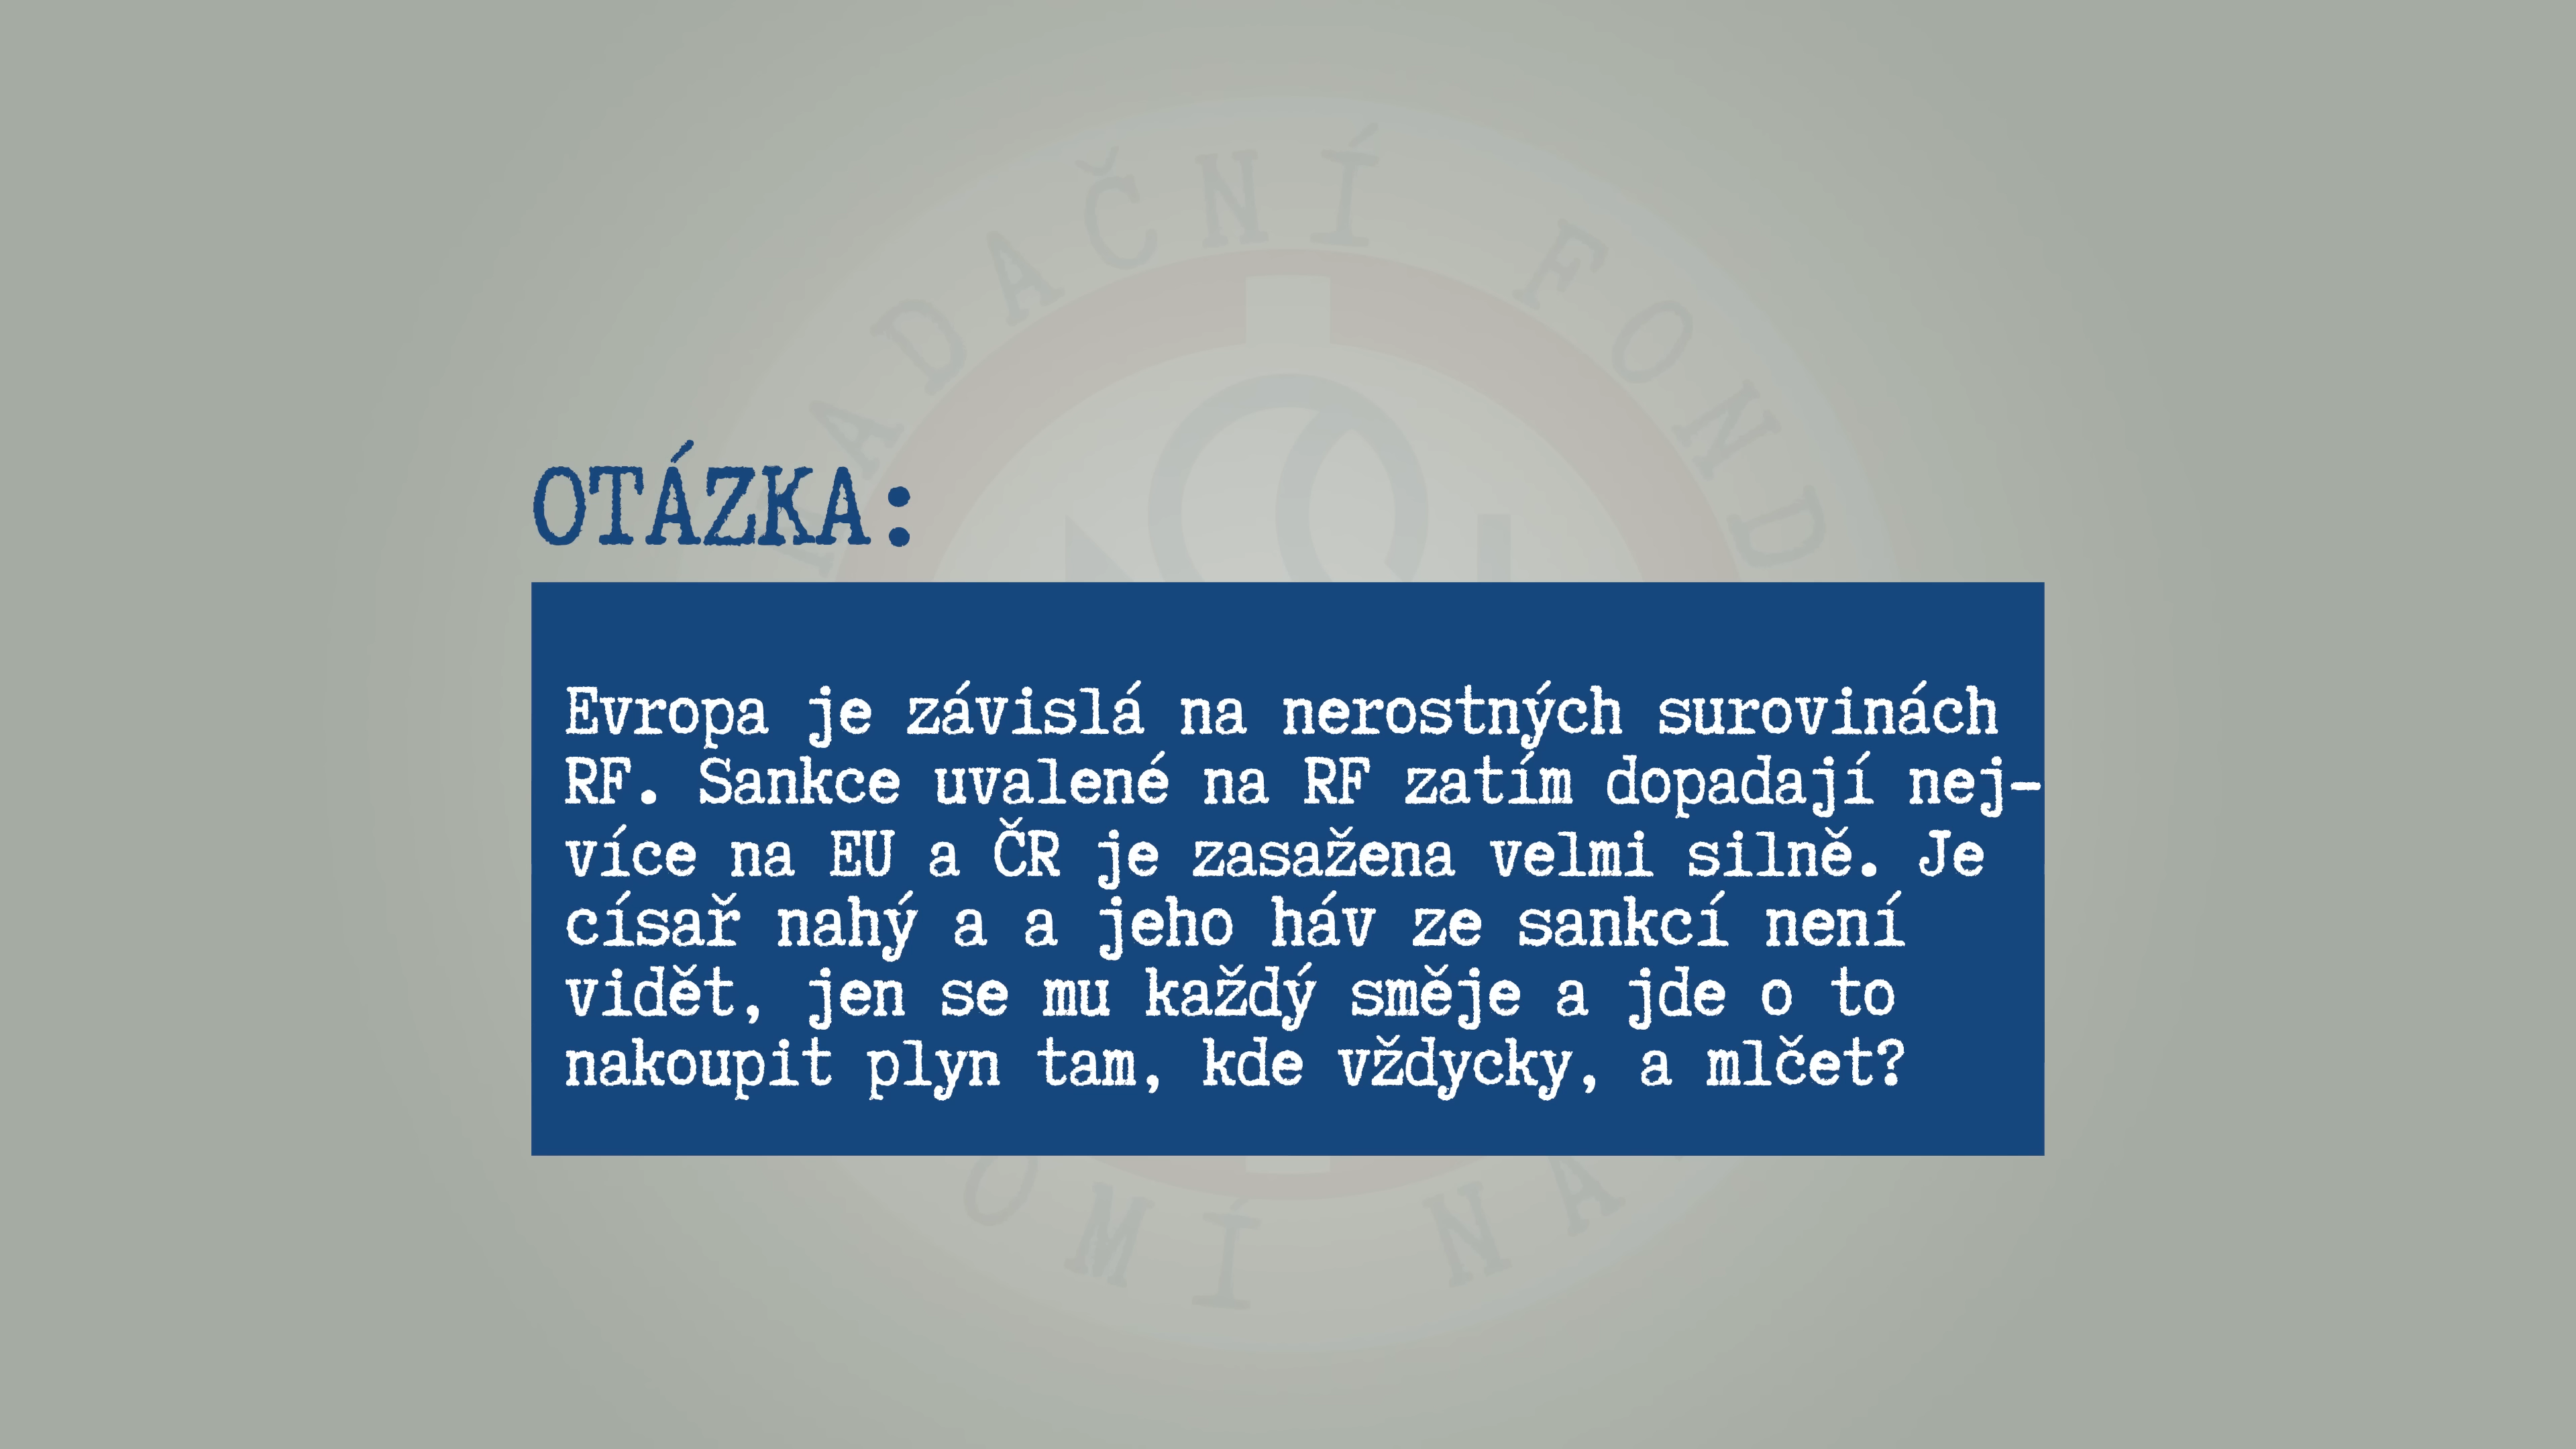 NADAČNÍ FOND
OTÁZKA:
Evropa je závislá na nerostných surovinách
RF. Sankce uvalené na RF zatím dopadají nej-
více na EU a ČR je zasažena velmi silně. Je
císař nahý a a jeho háv ze sankcí není
vidět, jen se mu každý směje a jde o to
nakoupit plyn tam, kde vždycky, a mlčet?